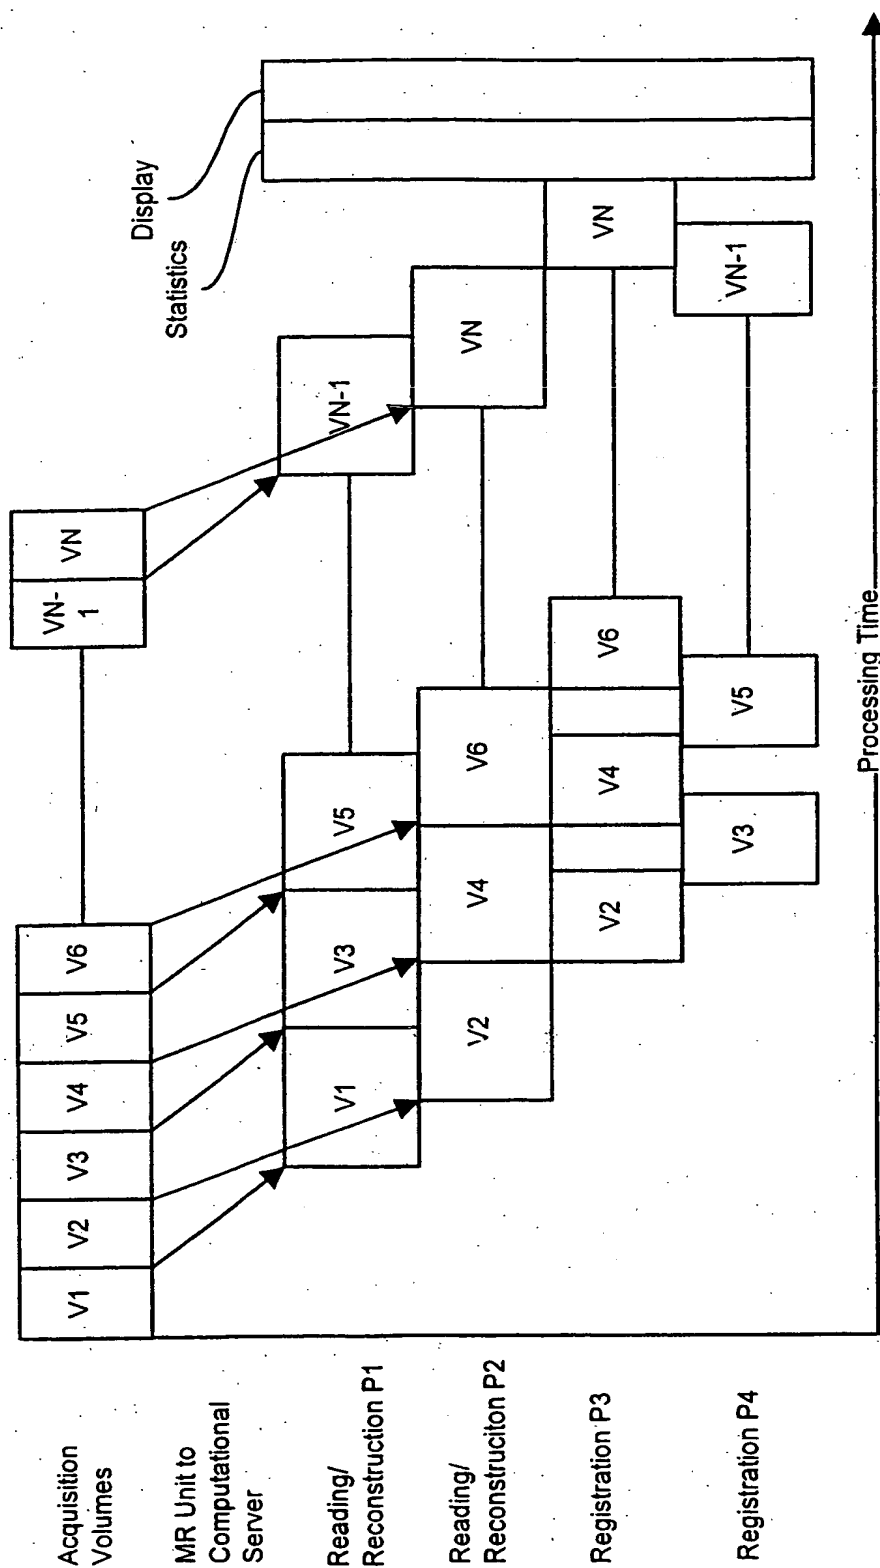 Acquisition
Volumes
V1
V2
V3
V4
V5
V6
VN-
1
VN
MR Unit to
Computational
Server
Reading/
Reconstruction P1
V1
V3
V5
VN-1
Reading/
Reconstruciton P2
V2
V4
V6
VN
Registration P3
V2
V4
V6
VN
Registration P4
V3
V5
VN-1
Statistics
Display
Processing Time